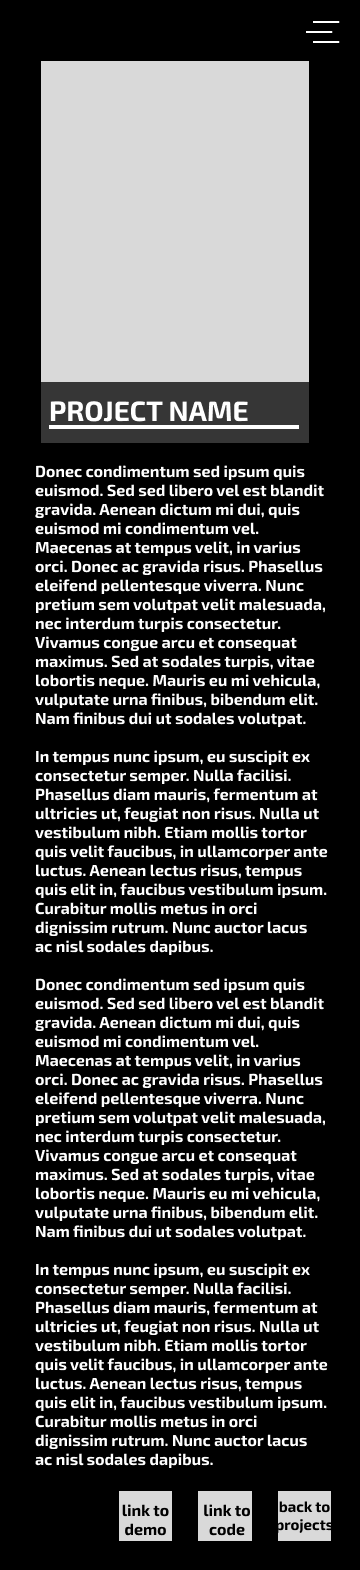 PROJECT NAME
Donec condimentum sed ipsum quis
euismod. Sed sed libero vel est blandit
gravida. Aenean dictum mi dui, quis
euismod mi condimentum vel.
Maecenas at tempus velit, in varius
orci. Donec ac gravida risus. Phasellus
eleifend pellentesque viverra. Nunc
pretium sem volutpat velit malesuada,
nec interdum turpis consectetur.
Vivamus congue arcu et consequat
maximus. Sed at sodales turpis, vitae
lobortis neque. Mauris eu mi vehicula,
vulputate urna finibus, bibendum elit.
Nam finibus dui ut sodales volutpat.
In tempus nunc ipsum, eu suscipit ex
consectetur semper. Nulla facilisi.
Phasellus diam mauris, fermentum at
ultricies ut, feugiat non risus. Nulla ut
vestibulum nibh. Etiam mollis tortor
quis velit faucibus, in ullamcorper ante
luctus. Aenean lectus risus, tempus
quis elit in, faucibus vestibulum ipsum.
Curabitur mollis metus in orci
dignissim rutrum. Nunc auctor lacus
ac nisl sodales dapibus.
Donec condimentum sed ipsum quis
euismod. Sed sed libero vel est blandit
gravida. Aenean dictum mi dui, quis
euismod mi condimentum vel.
Maecenas at tempus velit, in varius
orci. Donec ac gravida risus. Phasellus
eleifend pellentesque viverra. Nunc
pretium sem volutpat velit malesuada,
nec interdum turpis consectetur.
Vivamus congue arcu et consequat
maximus. Sed at sodales turpis, vitae
lobortis neque. Mauris eu mi vehicula,
vulputate urna finibus, bibendum elit.
Nam finibus dui ut sodales volutpat.
In tempus nunc ipsum, eu suscipit ex
consectetur semper. Nulla facilisi.
Phasellus diam mauris, fermentum at
ultricies ut, feugiat non risus. Nulla ut
vestibulum nibh. Etiam mollis tortor
quis velit faucibus, in ullamcorper ante
luctus. Aenean lectus risus, tempus
quis elit in, faucibus vestibulum ipsum.
Curabitur mollis metus in orci
dignissim rutrum. Nunc auctor lacus
ac nisl sodales dapibus.
link to
demo
link to
code
back to
projects